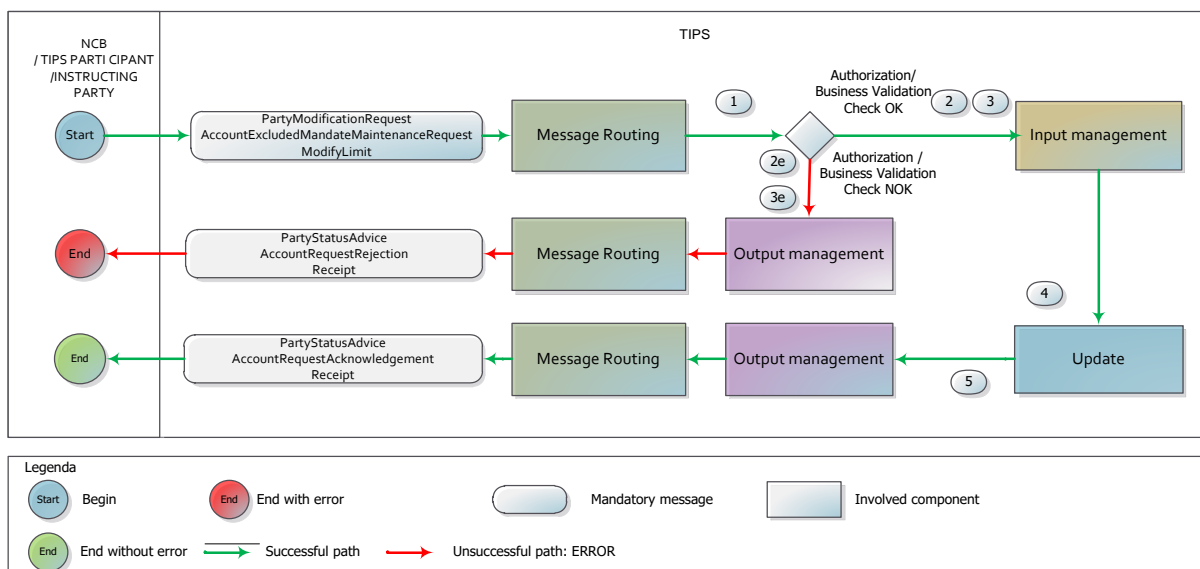 NCB
/ TIPS PARTI CIPANT
/INSTRUCTING
PARTY
TIPS
Start
PartyModificationRequest
AccountExcludedMandateMaintenanceRequest
ModifyLimit
Message Routing
1
Authorization/
Business Validation
Check OK
2
3
Input management
2e
3e
Authorization /
Business Validation
Check NOK
End
PartyStatusAdvice
AccountRequestRejection
Receipt
Message Routing
Output management
4
End
PartyStatusAdvice
AccountRequestAcknowledgement
Receipt
Message Routing
Output management
5
Update
Legenda
Start
Begin
End
End with error
Mandatory message
Involved component
End
End without error
Successful path
Unsuccessful path: ERROR